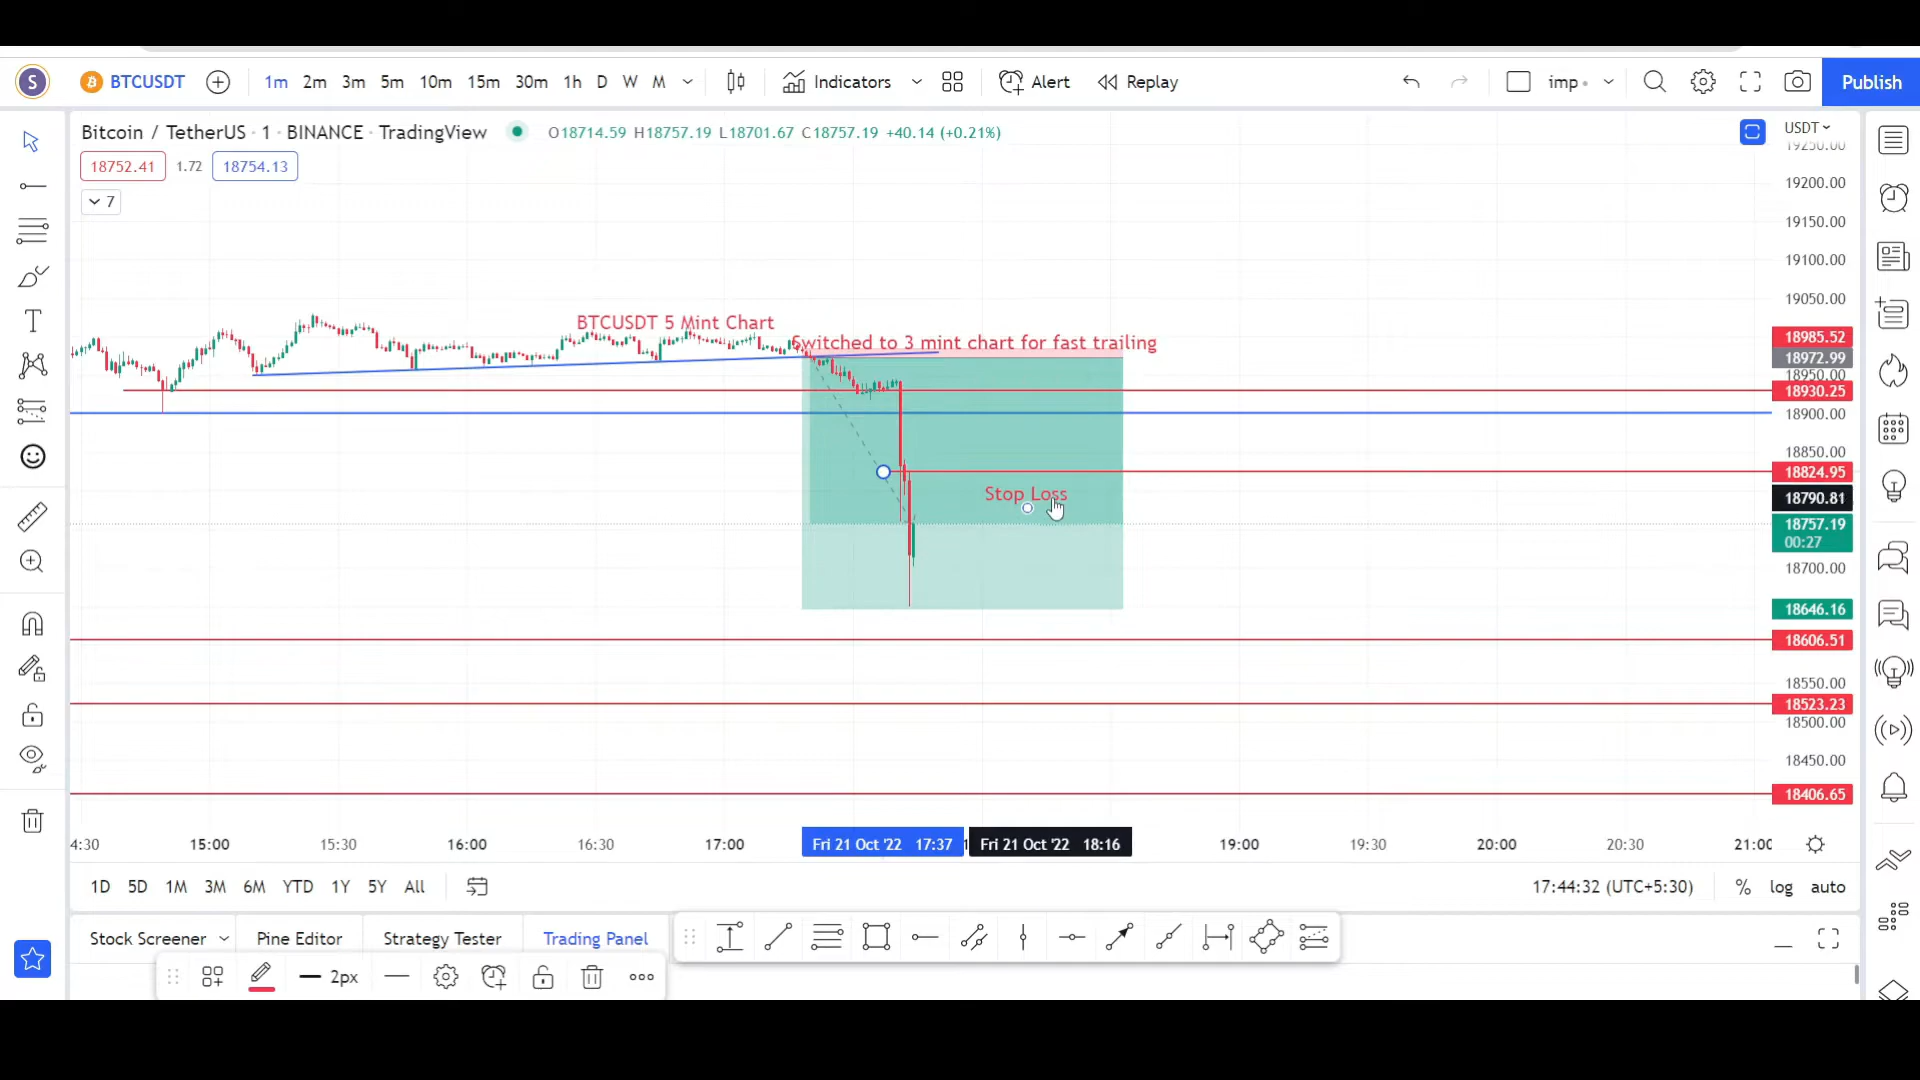 S BTCUSDT 1m 2m 3m 5m 10m 15m 30m 1h D W M Indicators Alert Replay imp Publish
Bitcoin / TetherUS · 1 · BINANCE · TradingView O18714.59 H18757.19 L18701.67 C18757.19 +40.14 (+0.21%)
USDT
19250.00
18752.41 1.72 18754.13
19200.00
7
19150.00
19100.00
19050.00
BTCUSDT 5 Mint Chart
Switched to 3 mint chart for fast trailing
18985.52
18972.99
18950.00
18930.25
18900.00
18850.00
18824.95
Stop Loss
18790.81
18757.19
00:27
18700.00
18646.16
18606.51
18550.00
18523.23
18500.00
18450.00
18406.65
4:30 15:00 15:30 16:00 16:30 17:00 Fri 21 Oct '22 17:37 Fri 21 Oct '22 18:16 19:00 19:30 20:00 20:30 21:00
1D 5D 1M 3M 6M YTD 1Y 5Y All 17:44:32 (UTC+5:30) % log auto
Stock Screener Pine Editor Strategy Tester Trading Panel
2px